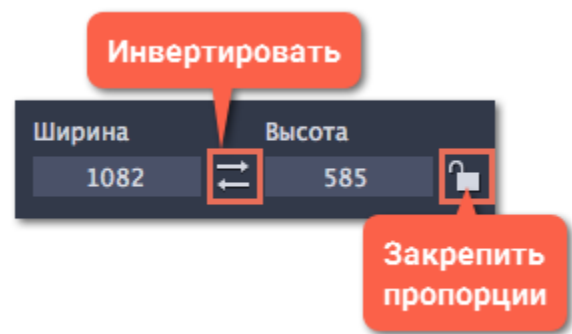 Инвертировать
Ширина Высота
1082 585
Закрепить
пропорции